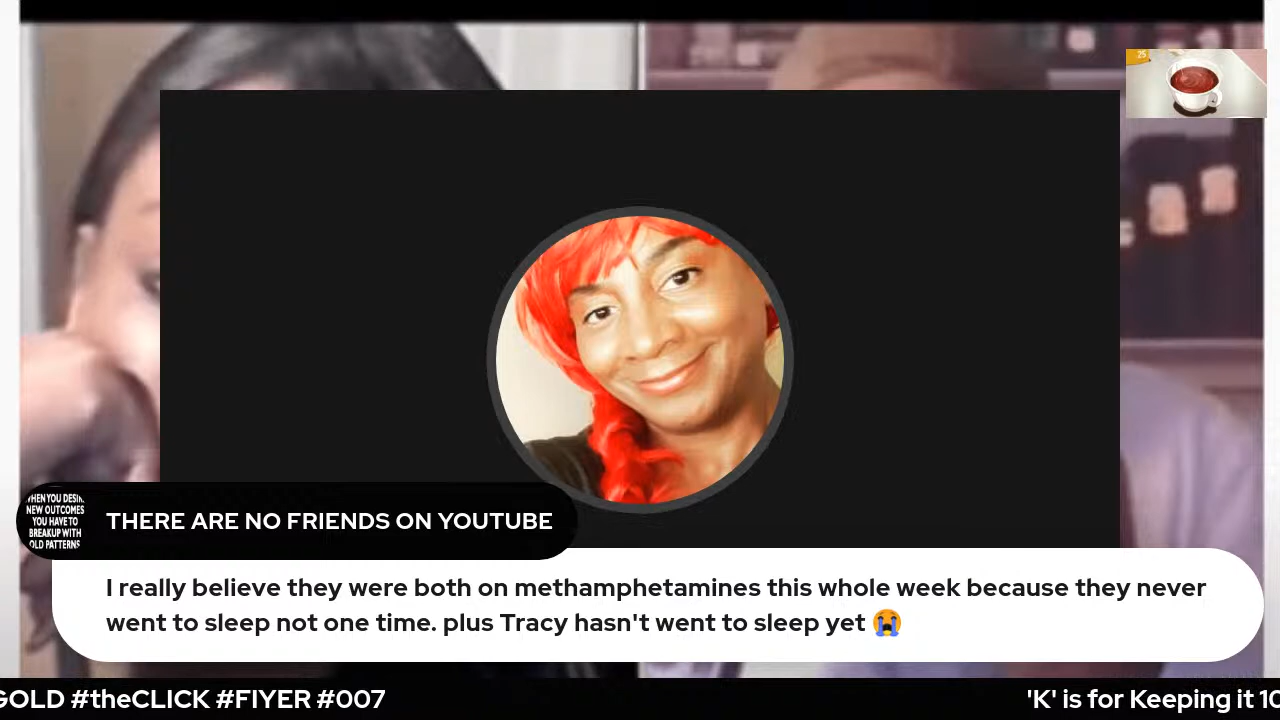 25
WHEN YOU DESIRE
NEW OUTCOMES
YOU HAVE TO
BREAKUP WITH
OLD PATTERNS
THERE ARE NO FRIENDS ON YOUTUBE
I really believe they were both on methamphetamines this whole week because they never
went to sleep not one time. plus Tracy hasn't went to sleep yet 😭
GOLD #theCLICK #FIYER #007
'K' is for Keeping it 10